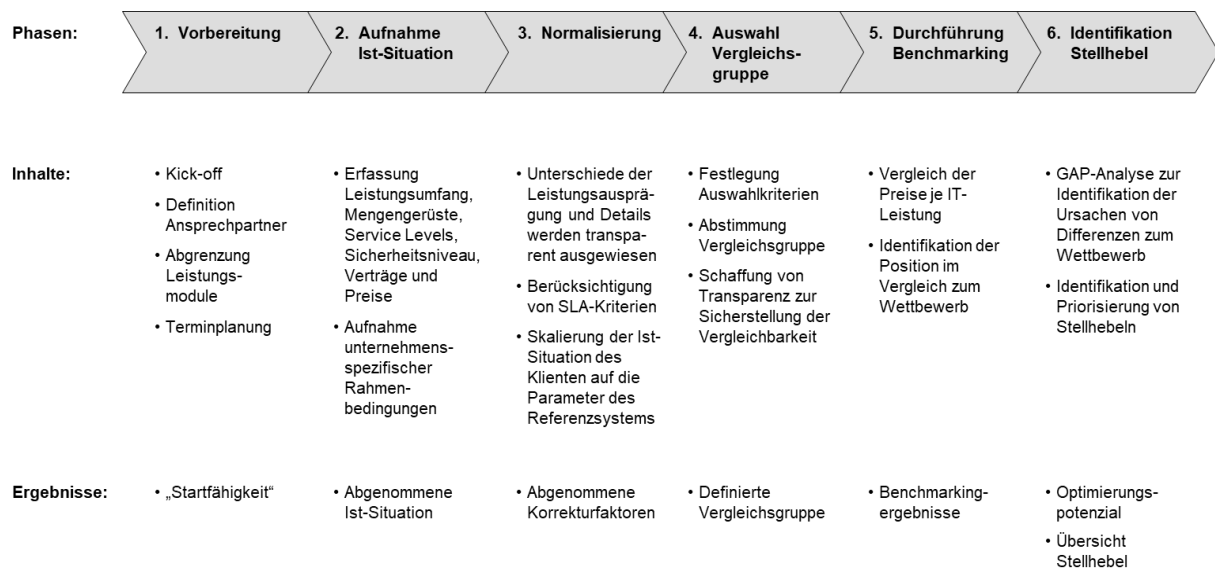 Phasen:
1. Vorbereitung
2. Aufnahme
Ist-Situation
3. Normalisierung
4. Auswahl
Vergleichs-
gruppe
5. Durchführung
Benchmarking
6. Identifikation
Stellhebel
Inhalte:
• Kick-off
• Definition
Ansprechpartner
• Abgrenzung
Leistungs-
module
• Terminplanung
• Erfassung
Leistungsumfang,
Mengengerüste,
Service Levels,
Sicherheitsniveau,
Verträge und
Preise
• Aufnahme
unternehmens-
spezifischer
Rahmen-
bedingungen
• Unterschiede der
Leistungsausprä-
gung und Details
werden transpa-
rent ausgewiesen
• Berücksichtigung
von SLA-Kriterien
• Skalierung der Ist-
Situation des
Klienten auf die
Parameter des
Referenzsystems
• Festlegung
Auswahlkriterien
• Abstimmung
Vergleichsgruppe
• Schaffung von
Transparenz zur
Sicherstellung der
Vergleichbarkeit
• Vergleich der
Preise je IT-
Leistung
• Identifikation der
Position im
Vergleich zum
Wettbewerb
• GAP-Analyse zur
Identifikation der
Ursachen von
Differenzen zum
Wettbewerb
• Identifikation und
Priorisierung von
Stellhebeln
Ergebnisse:
• „Startfähigkeit“
• Abgenommene
Ist-Situation
• Abgenommene
Korrekturfaktoren
• Definierte
Vergleichsgruppe
• Benchmarking-
ergebnisse
• Optimierungs-
potenzial
• Übersicht
Stellhebel